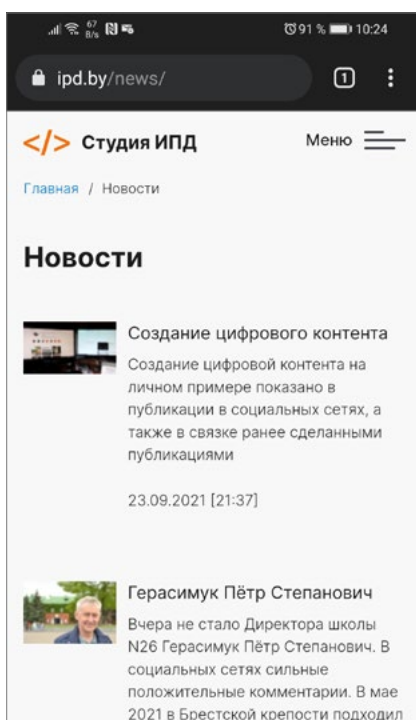 67 B/s 91 % 10:24
ipd.by/news/ 1
</> Студия ИПД Меню
Главная / Новости
Новости
Создание цифрового контента
Создание цифровой контента на
личном примере показано в
публикации в социальных сетях, а
также в связке ранее сделанными
публикациями
23.09.2021 [21:37]
Герасимук Пётр Степанович
Вчера не стало Директора школы
N26 Герасимук Пётр Степанович. В
социальных сетях сильные
положительные комментарии. В мае
2021 в Брестской крепости подходил